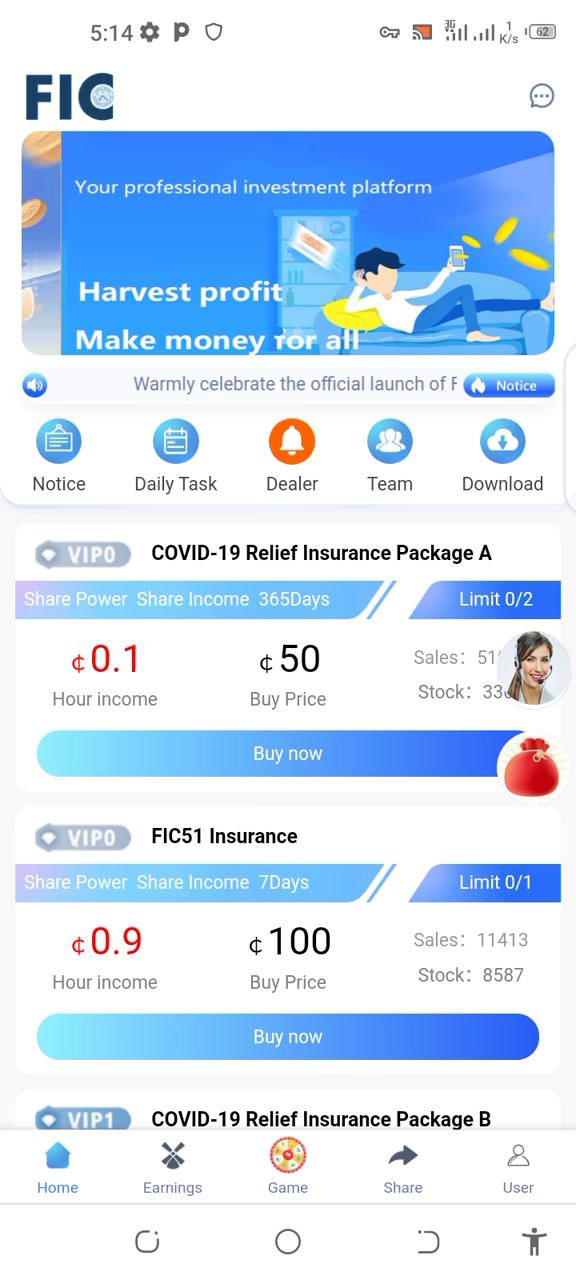 5:14
3G
1
K/s
62
FIC
Your professional investment platform
Harvest profit
Make money for all
Warmly celebrate the official launch of F
Notice
Notice
Daily Task
Dealer
Team
Download
VIP0
COVID-19 Relief Insurance Package A
Share Power Share Income 365Days
Limit 0/2
¢0.1
¢50
Sales:
Hour income
Buy Price
Stock:
Buy now
VIP0
FIC51 Insurance
Share Power Share Income 7Days
Limit 0/1
¢0.9
¢100
Sales: 11413
Hour income
Buy Price
Stock: 8587
Buy now
VIP1
COVID-19 Relief Insurance Package B
Home
Earnings
Game
Share
User